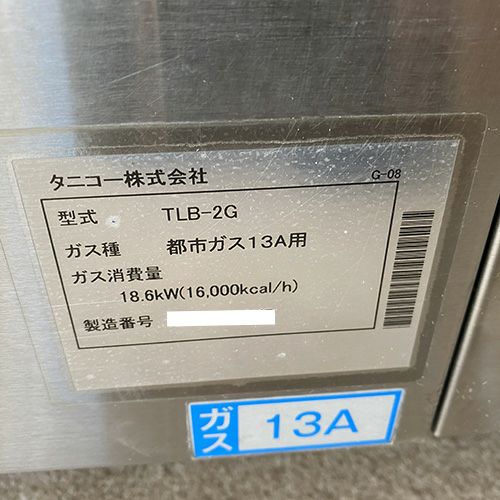 タニコー株式会社
G-08
型式 TLB-2G
ガス種 都市ガス13A用
ガス消費量
18.6kW(16,000kcal/h)
製造番号
ガス 13A